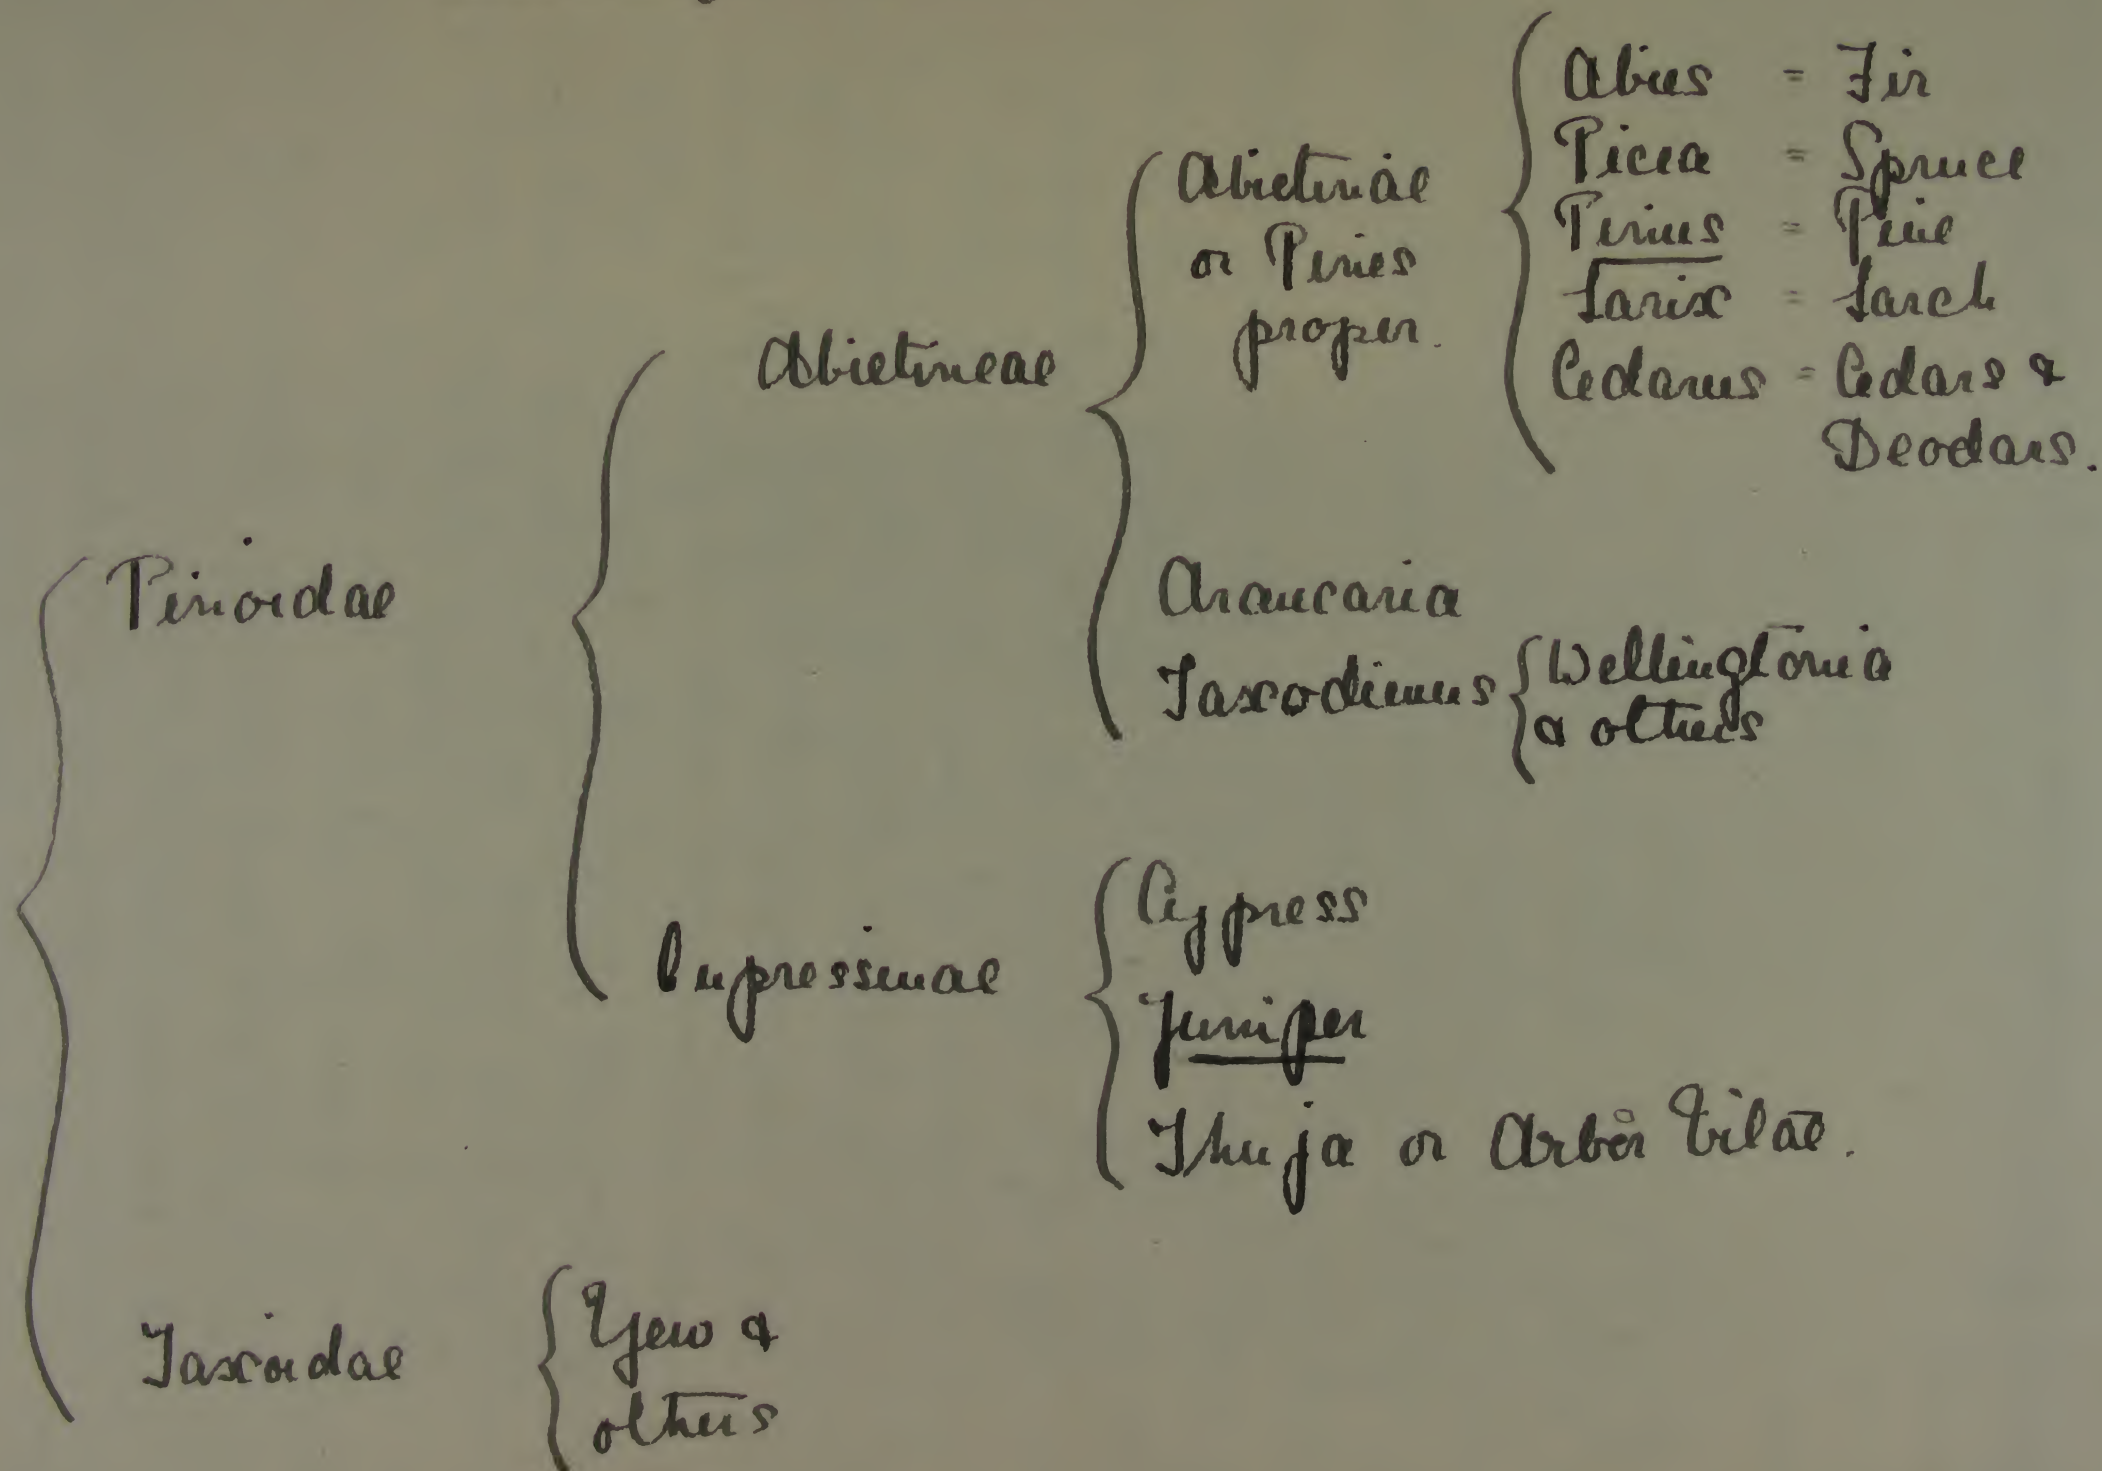 Abies = Fir
Picea = Spruce
Pinus = Pine
Larix = Larch
Cedarus = Cedars &
Deodars.
Abietinae
or Pines
proper.
Abietineae
Araucaria
Taxodinus
Wellingtonia
& others
Pinoidae
Cupressinae
Cypress
Juniper
Thuja or Arbor Vitae.
Taxoidae
Yew &
others